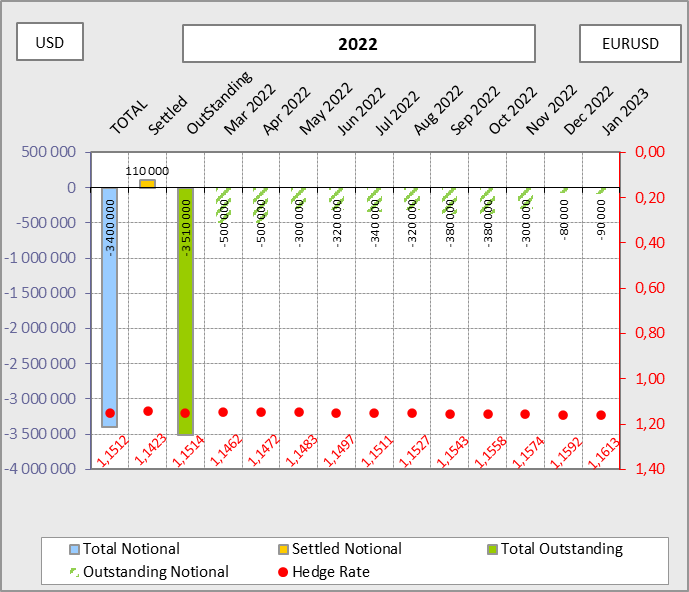 USD
2022
EURUSD
TOTAL
Settled
OutStanding
Mar 2022
Apr 2022
May 2022
Jun 2022
Jul 2022
Aug 2022
Sep 2022
Oct 2022
Nov 2022
Dec 2022
Jan 2023
500 000
0
-500 000
-1 000 000
-1 500 000
-2 000 000
-2 500 000
-3 000 000
-3 500 000
-4 000 000
0,00
0,20
0,40
0,60
0,80
1,00
1,20
1,40
-3 400 000
110 000
-3 510 000
-500 000
-500 000
-300 000
-320 000
-340 000
-320 000
-380 000
-380 000
-300 000
-80 000
-90 000
1,1512
1,1423
1,1514
1,1462
1,1472
1,1483
1,1497
1,1511
1,1527
1,1543
1,1558
1,1574
1,1592
1,1613
Total Notional
Settled Notional
Total Outstanding
Outstanding Notional
Hedge Rate